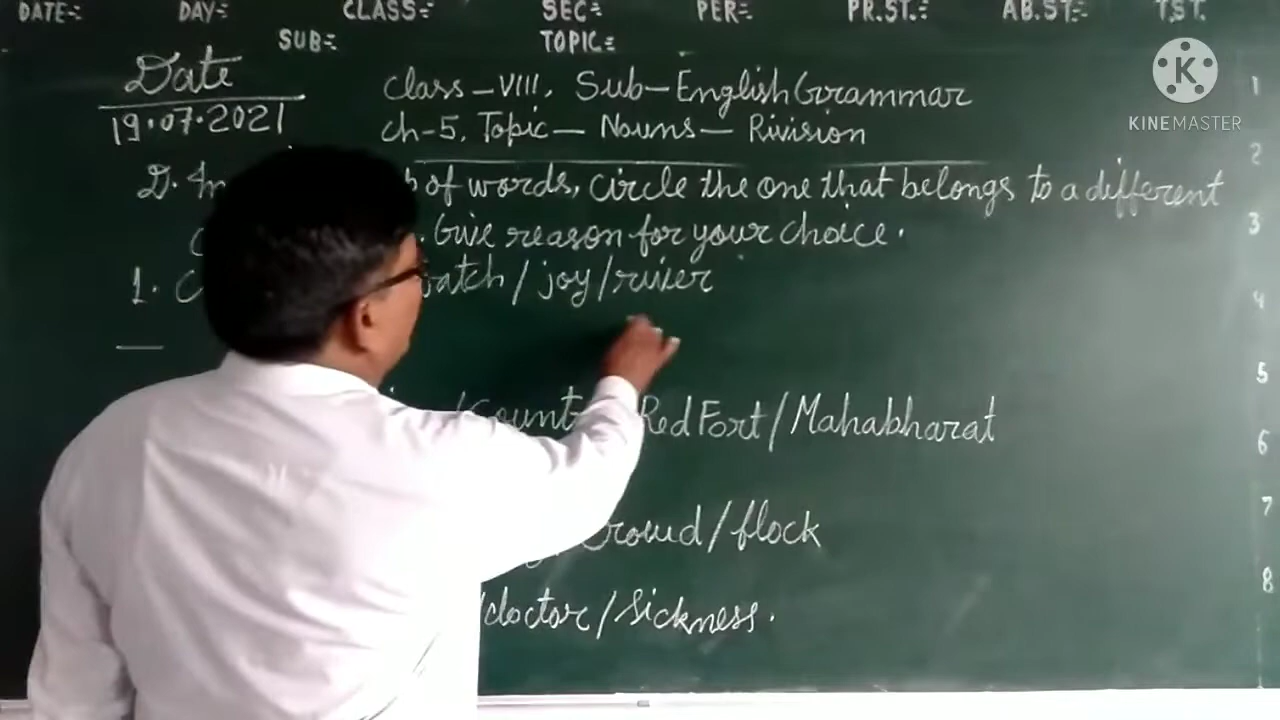 DATE:- DAY:- CLASS:- SEC:- PER:- PR.ST.:- AB.ST:- T.ST.
SUB:- TOPIC:-
Date
19.07.2021
Class-VIII, Sub-English Grammar
Ch-5, Topic- Nouns- Rivision
D. In of words, circle the one that belongs to a different
Give reason for your choice.
1. / joy/river
Red Fort/Mahabharat
crowd/flock
/doctor/Sickness.
1
2
3
4
5
6
7
8
K
KINEMASTER